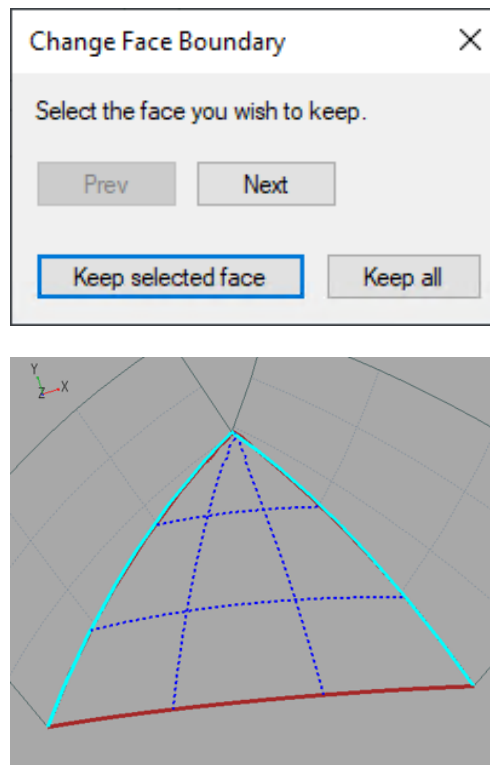 Change Face Boundary
Select the face you wish to keep.
Prev Next
Keep selected face Keep all
Y
Z X